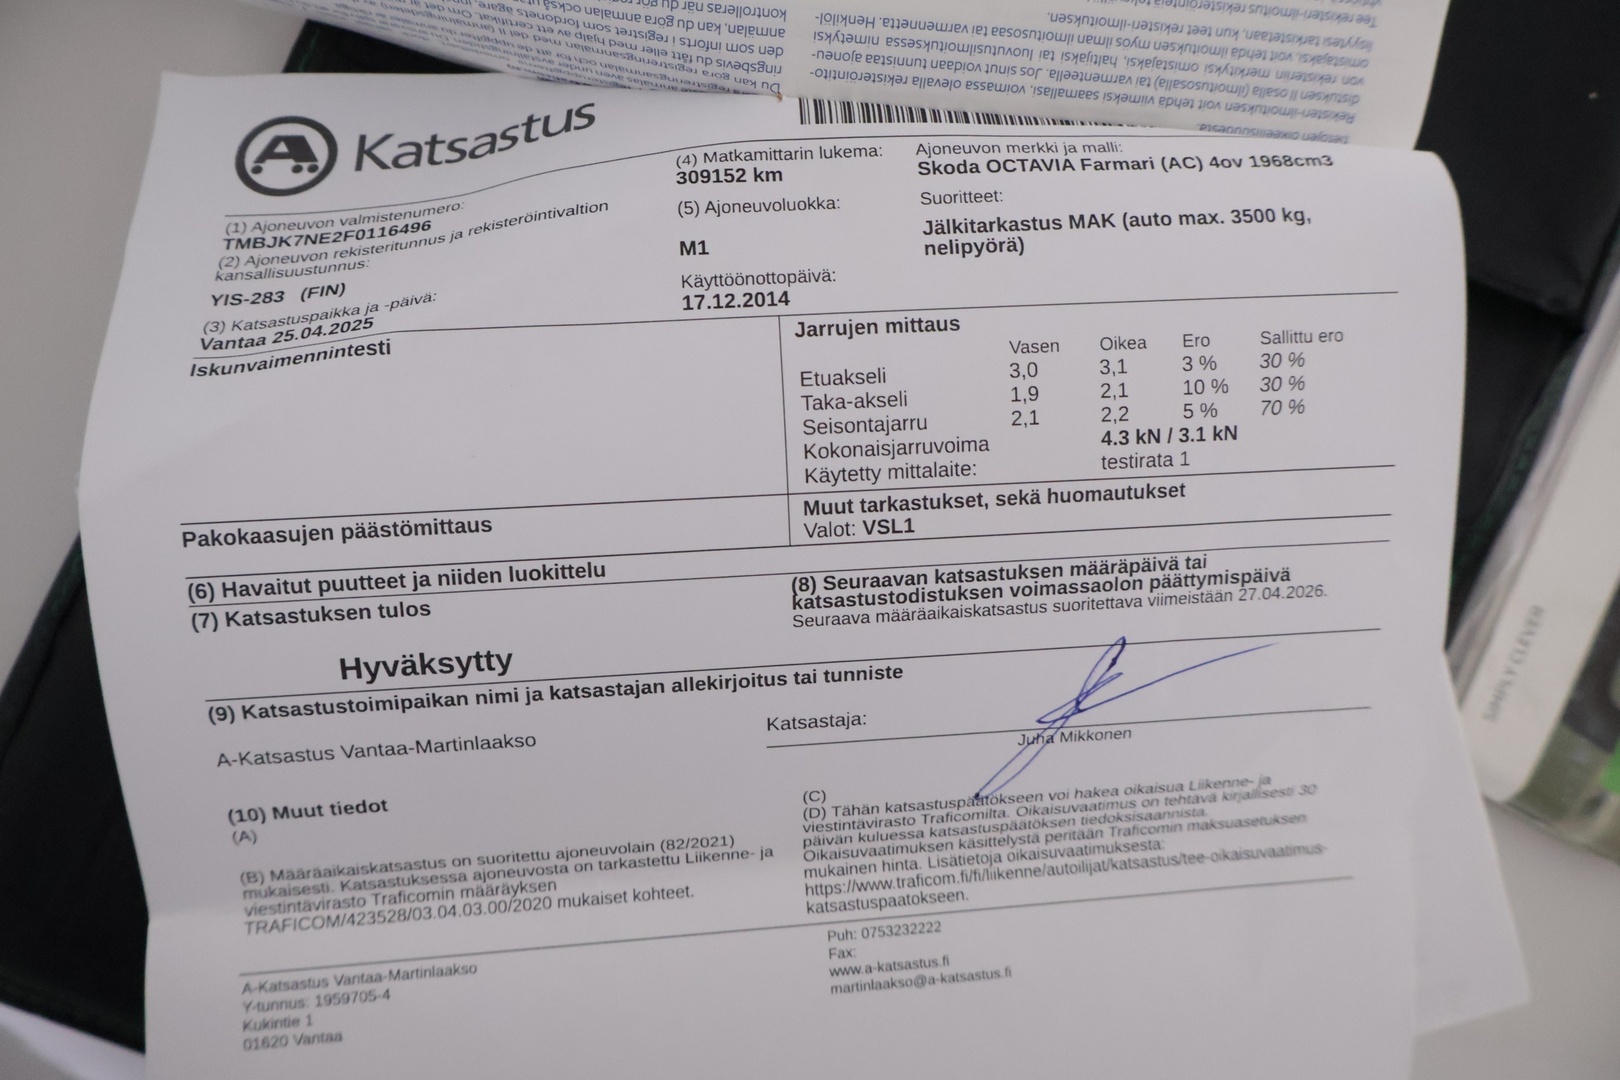 Katsastus
(1) Ajoneuvon valmistenumero:
TMBJK7NE2F0116496
(2) Ajoneuvon rekisteritunnus ja rekisteröintivaltion
kansallisuustunnus:
YIS-283 (FIN)
(3) Katsastuspaikka ja -päivä:
Vantaa 25.04.2025
(4) Matkamittarin lukema:
309152 km
(5) Ajoneuvoluokka:
M1
Käyttöönottopäivä:
17.12.2014
Ajoneuvon merkki ja malli:
Skoda OCTAVIA Farmari (AC) 4ov 1968cm3
Suoritteet:
Jälkitarkastus MAK (auto max. 3500 kg,
nelipyörä)
Iskunvaimennintesti
Jarrujen mittaus
Vasen Oikea Ero Sallittu ero
Etuakseli 3,0 3,1 3 % 30 %
Taka-akseli 1,9 2,1 10 % 30 %
Seisontajarru 2,1 2,2 5 % 70 %
Kokonaisjarruvoima 4.3 kN / 3.1 kN
Käytetty mittalaite: testirata 1
Pakokaasujen päästömittaus
Muut tarkastukset, sekä huomautukset
Valot: VSL1
(6) Havaitut puutteet ja niiden luokittelu
(7) Katsastuksen tulos
Hyväksytty
(8) Seuraavan katsastuksen määräpäivä tai
katsastustodistuksen voimassaolon päättymispäivä
Seuraava määräaikaiskatsastus suoritettava viimeistään 27.04.2026.
(9) Katsastustoimipaikan nimi ja katsastajan allekirjoitus tai tunniste
A-Katsastus Vantaa-Martinlaakso
Katsastaja:
Juha Mikkonen
(10) Muut tiedot
(A)
(B) Määräaikaiskatsastus on suoritettu ajoneuvolain (82/2021)
mukaisesti. Katsastuksessa ajoneuvosta on tarkastettu Liikenne- ja
viestintävirasto Traficomin määräyksen
TRAFICOM/423528/03.04.03.00/2020 mukaiset kohteet.
(C)
(D) Tähän katsastuspäätökseen voi hakea oikaisua Liikenne- ja
viestintävirasto Traficomilta. Oikaisuvaatimus on tehtävä kirjallisesti 30
päivän kuluessa katsastuspäätöksen tiedoksisaannista.
Oikaisuvaatimuksen käsittelystä peritään Traficomin maksuasetuksen
mukainen hinta. Lisätietoja oikaisuvaatimuksesta:
https://www.traficom.fi/fi/liikenne/autoilijat/katsastus/tee-oikaisuvaatimus-
katsastuspaatokseen.
A-Katsastus Vantaa-Martinlaakso
Y-tunnus: 1959705-4
Kukintie 1
01620 Vantaa
Puh: 0753232222
Fax:
www.a-katsastus.fi
martinlaakso@a-katsastus.fi
SIMPLY CLEVER